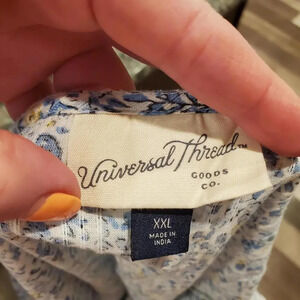 Universal Thread™
GOODS
CO.
XXL
MADE IN
INDIA